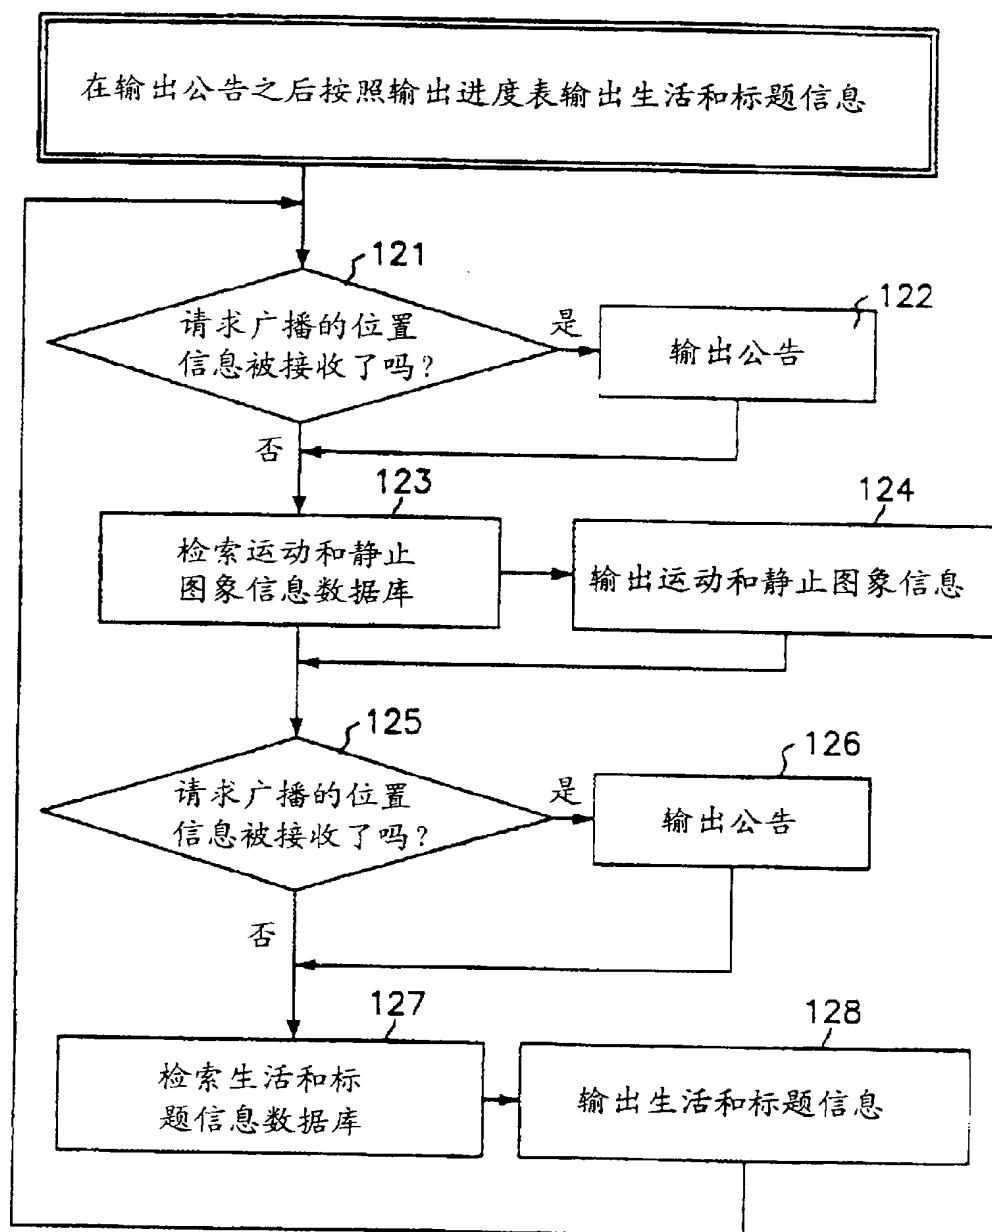 在输出公告之后按照输出进度表输出生活和标题信息
121
请求广播的位置
信息被接收了吗?
是
122
输出公告
否
123
检索运动和静止
图象信息数据库
124
输出运动和静止图象信息
125
请求广播的位置
信息被接收了吗?
是
126
输出公告
否
127
检索生活和标
题信息数据库
128
输出生活和标题信息